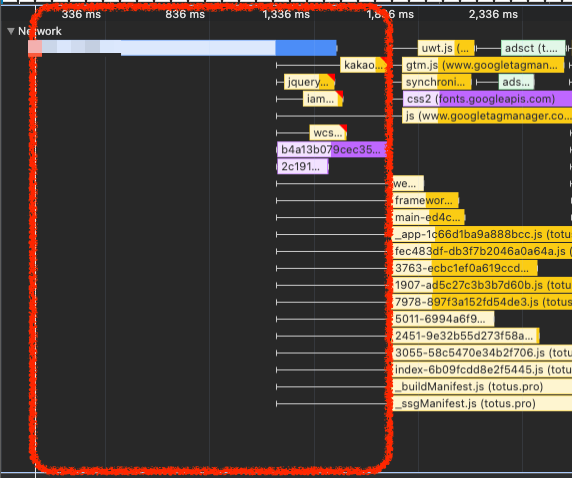 336 ms 836 ms 1,336 ms 1,836 ms 2,336 ms
▼ Network
uwt.js (... adsct (t...
kakao... gtm.js (www.googletagman...
jquery... synchroni... ads...
iam... css2 (fonts.googleapis.com)
js (www.googletagmanager.co...
wcs...
b4a13b079cec35...
2c191...
we...
framewor...
main-ed4c...
_app-1c66d1ba9a888bcc.js (totu
fec483df-db3f7b2046a0a64a.js (
3763-ecbc1ef0a619ccd...
1907-ad5c27c3b3b7d60b.js (totu
7978-897f3a152fd54de3.js (totus
5011-6994a6f9...
2451-9e32b55d273f58a...
3055-58c5470e34b2f706.js (totus
index-6b09fcdd8e2f5445.js (totus
_buildManifest.js (totus.pro)
_ssgManifest.js (totus.pro)